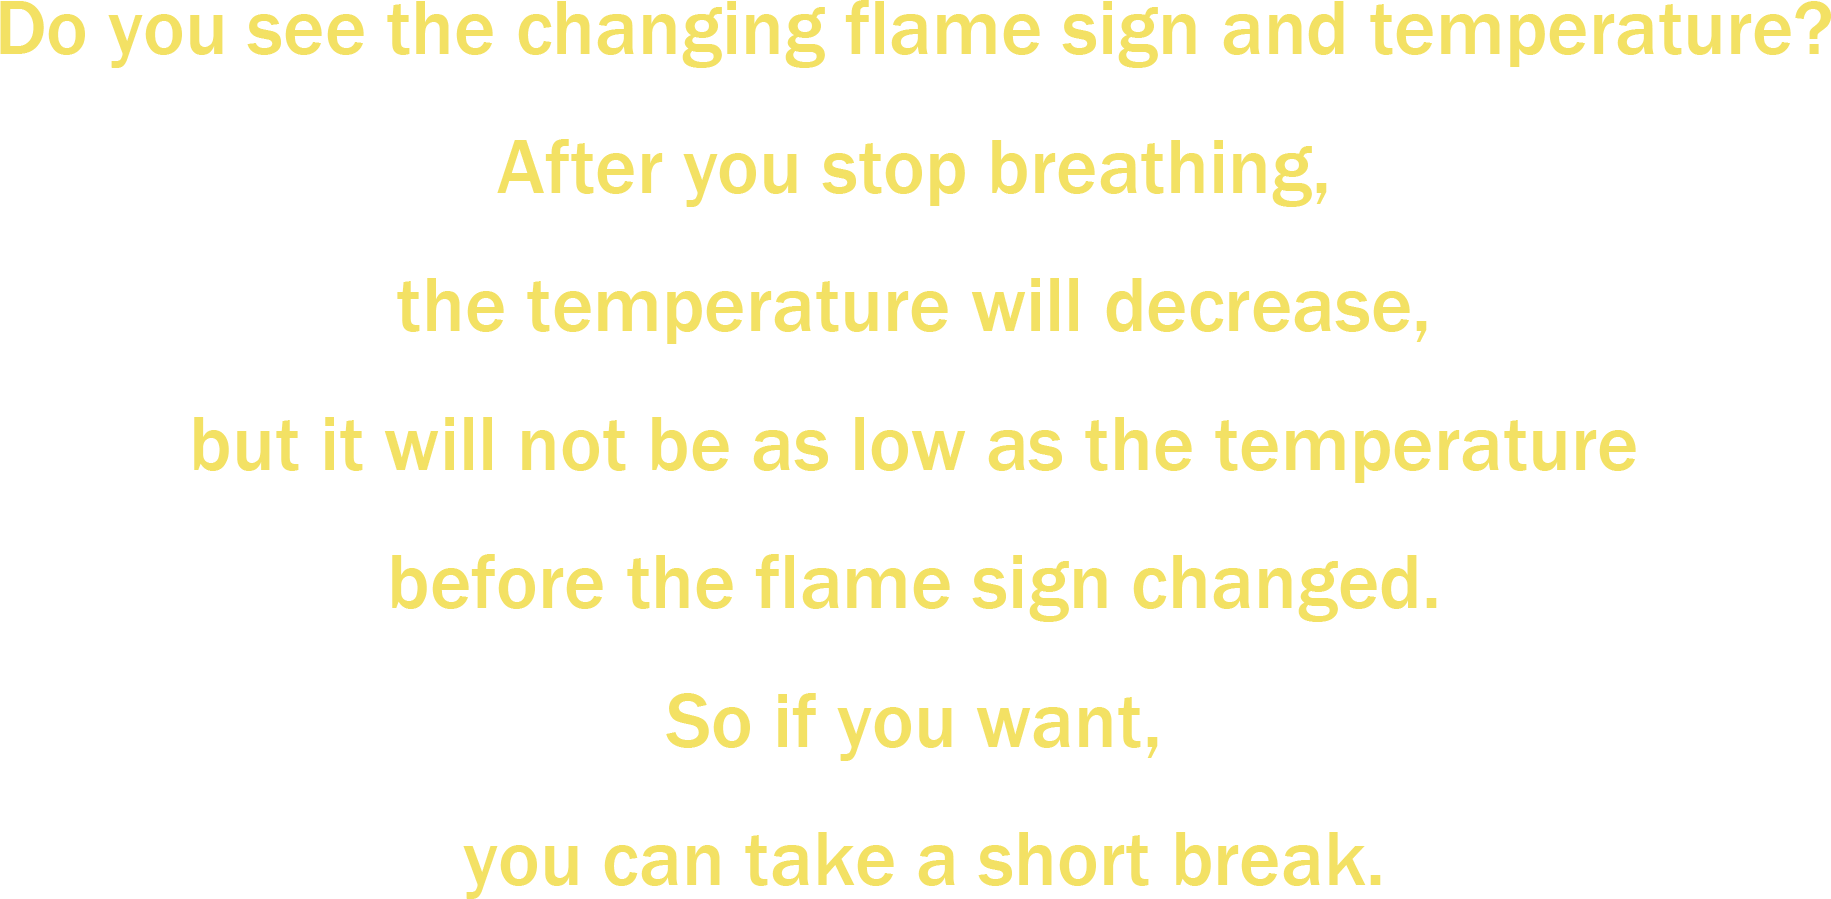 Do you see the changing flame sign and temperature?
After you stop breathing,
the temperature will decrease,
but it will not be as low as the temperature
before the flame sign changed.
So if you want,
you can take a short break.